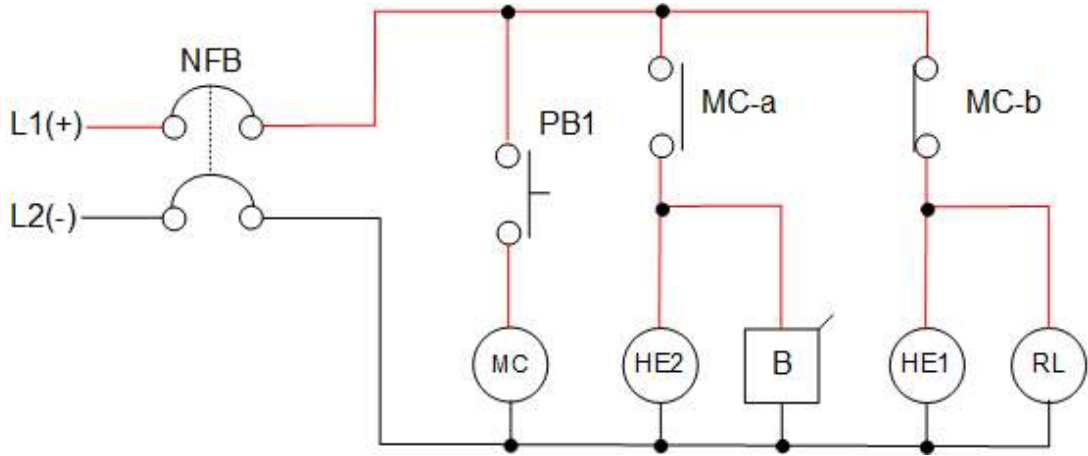 NFB
L1(+)
L2(-)
PB1
MC-a
MC-b
MC
HE2
B
HE1
RL